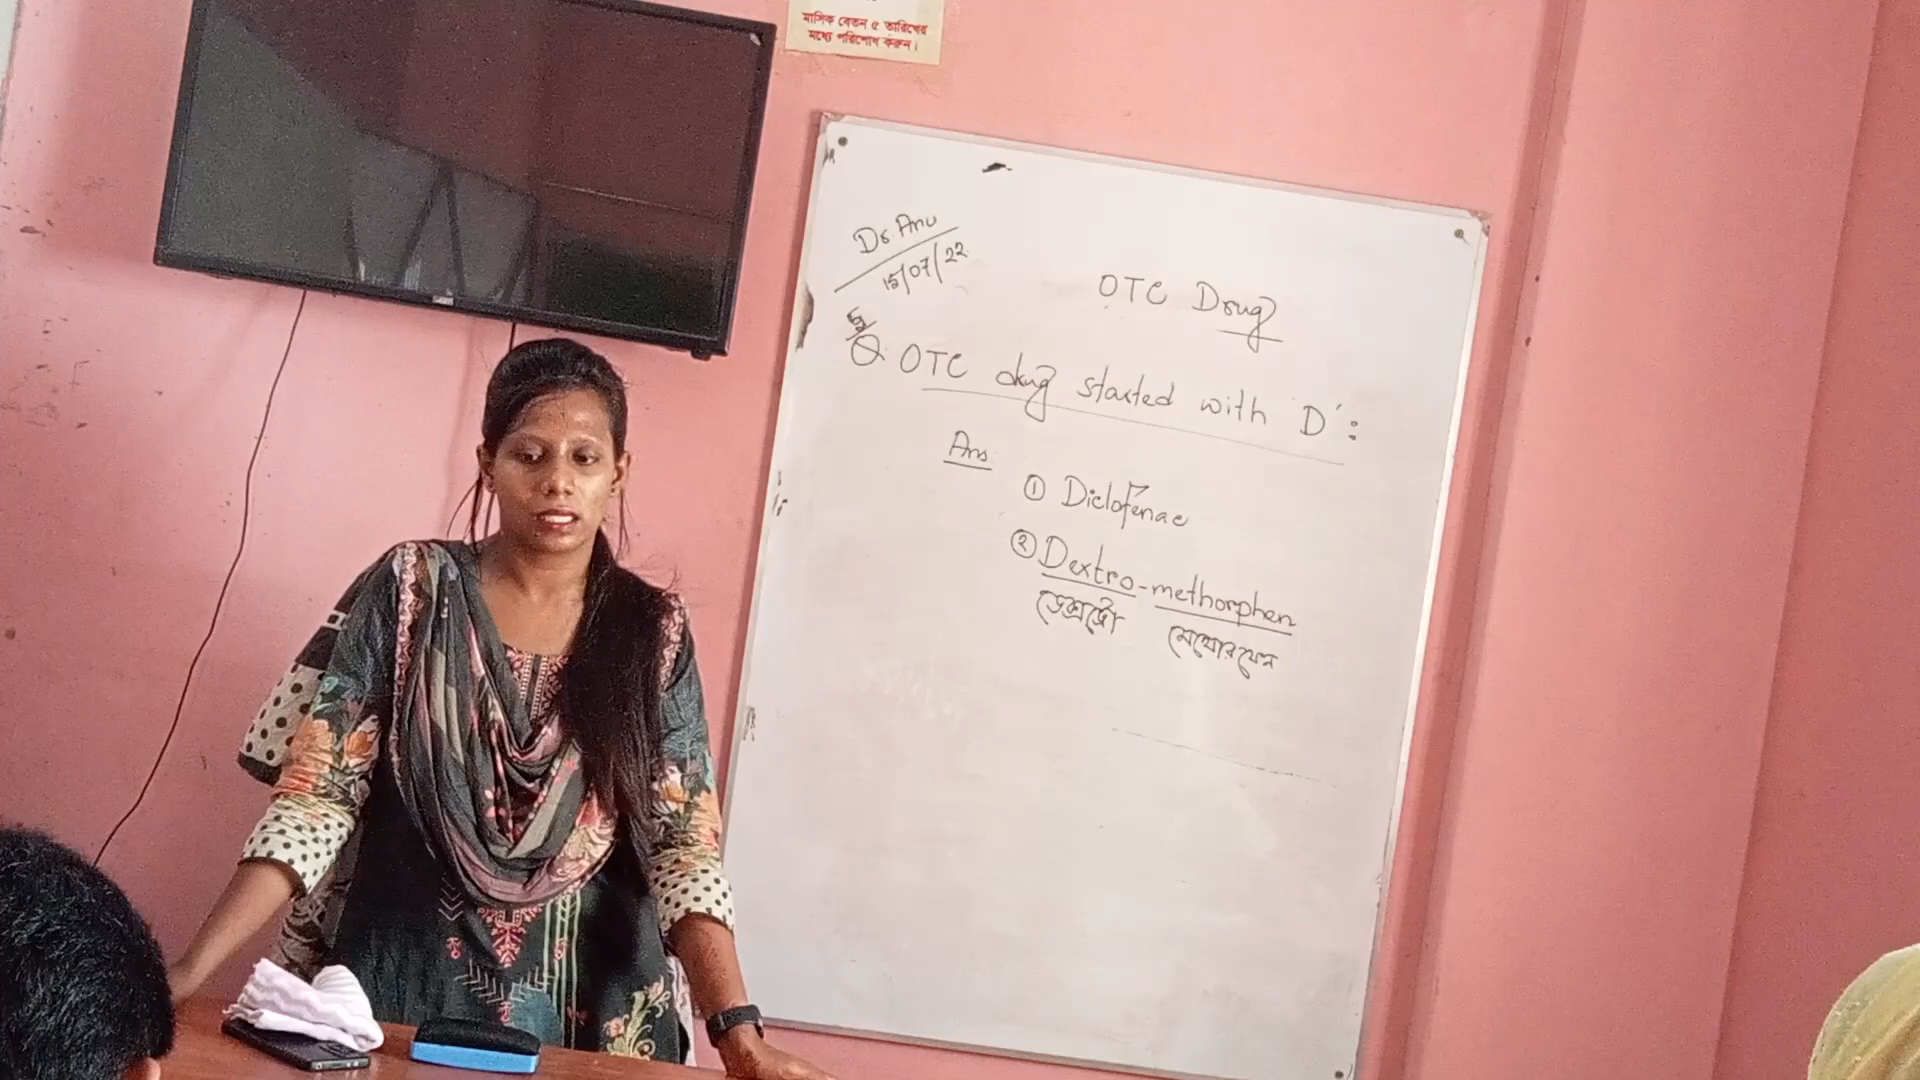 মাসিক বেতন ৫ তারিখের
মধ্যে পরিশোধ করুন।
Dr. Anu
15/07/22
OTC Drug
Q. OTC drug started with 'D':
Ans
① Diclofenac
② Dextro-methorphen
ডেক্সট্রো মেথোরফেন